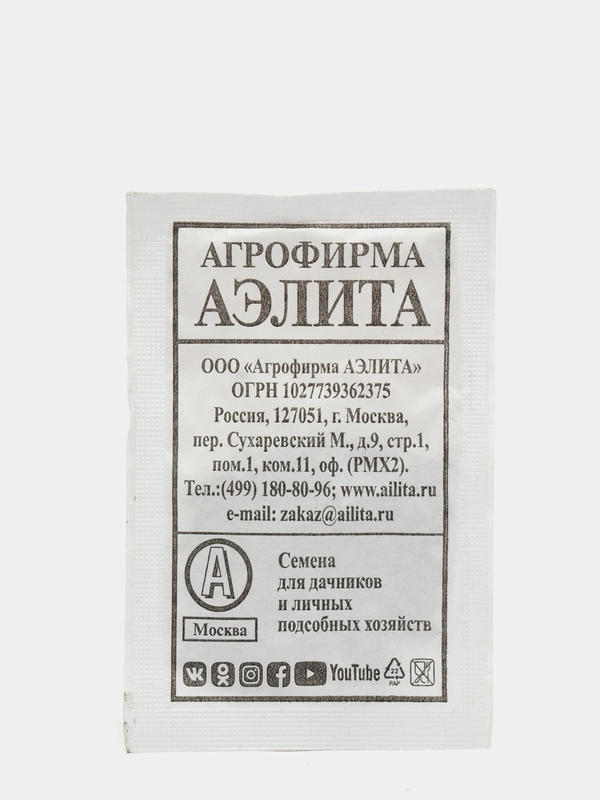 АГРОФИРМА
АЭЛИТА
ООО «Агрофирма АЭЛИТА»
ОГРН 1027739362375
Россия, 127051, г. Москва,
пер. Сухаревский М., д.9, стр.1,
пом.1, ком.11, оф. (РМХ2).
Тел.:(499) 180-80-96; www.ailita.ru
e-mail: zakaz@ailita.ru
А
Москва
Семена
для дачников
и личных
подсобных хозяйств
YouTube
22
PAP